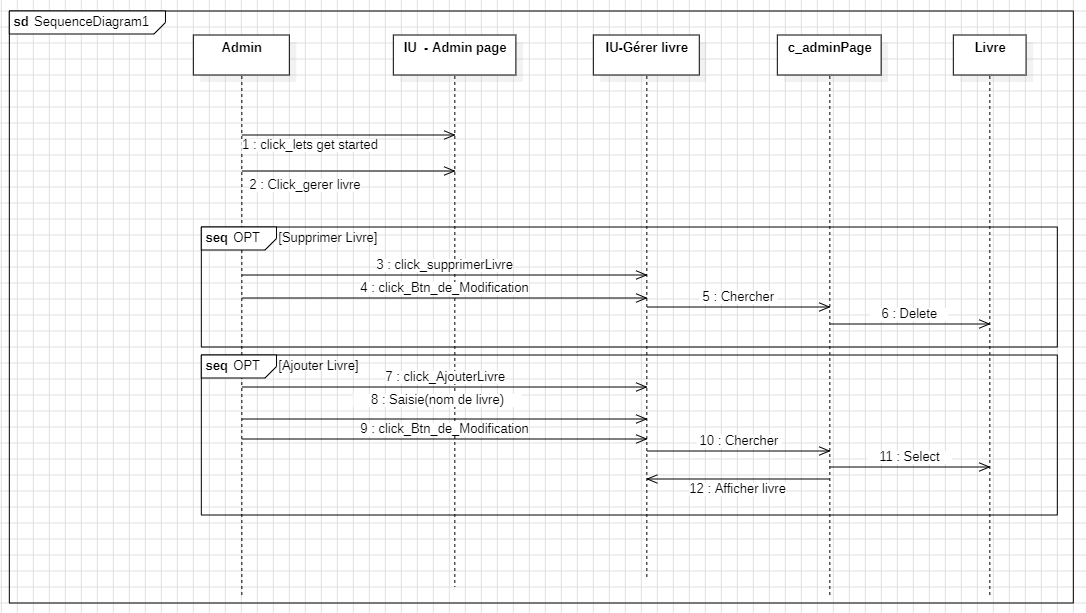 sd SequenceDiagram1
Admin
IU - Admin page
IU-Gérer livre
c_adminPage
Livre
1 : click_lets get started
2 : Click_gerer livre
seq OPT [Supprimer Livre]
3 : click_supprimerLivre
4 : click_Btn_de_Modification
5 : Chercher
6 : Delete
seq OPT [Ajouter Livre]
7 : click_AjouterLivre
8 : Saisie(nom de livre)
9 : click_Btn_de_Modification
10 : Chercher
11 : Select
12 : Afficher livre